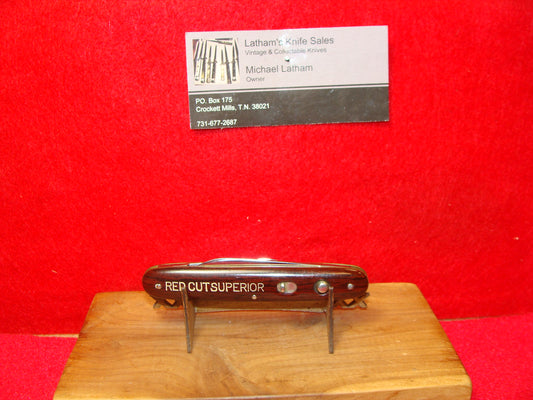 Latham's Knife Sales
Vintage & Collectable Knives
Michael Latham
Owner
PO. Box 175
Crockett Mills, T.N. 38021
731-677-2687
RED CUT SUPERIOR